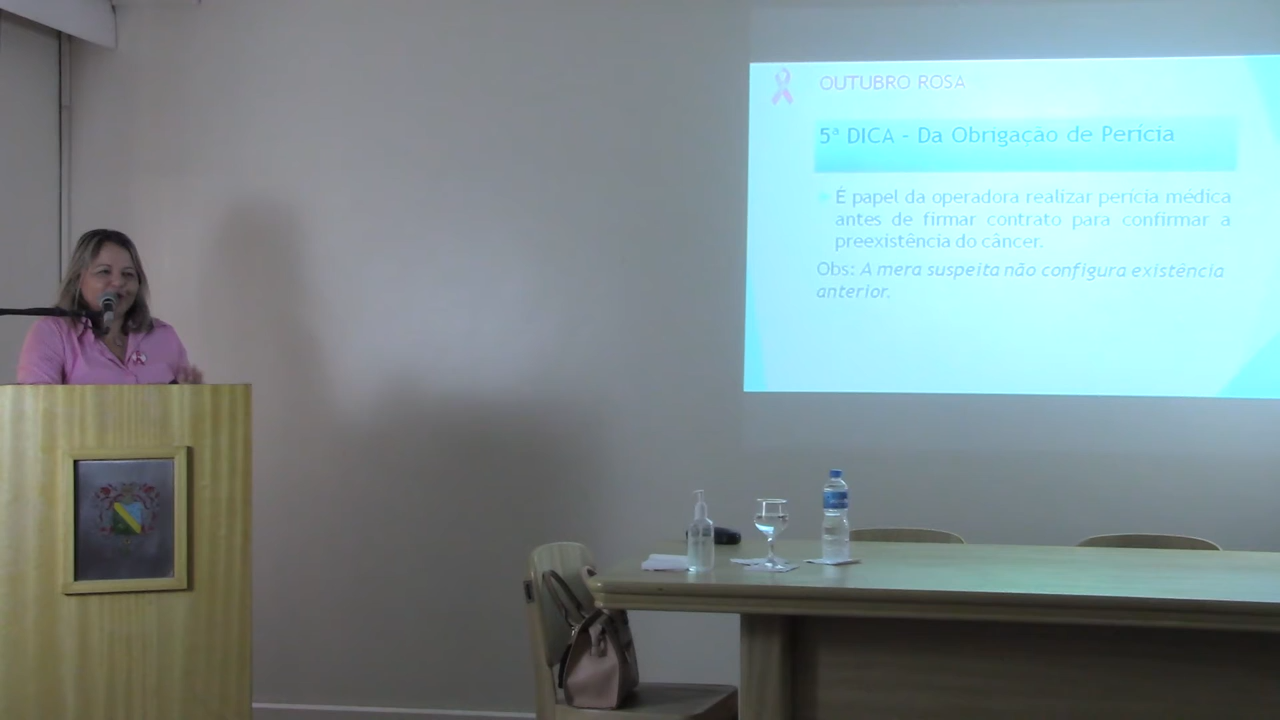 OUTUBRO ROSA
5ª DICA - Da Obrigação de Perícia
É papel da operadora realizar perícia médica
antes de firmar contrato para confirmar a
preexistência do câncer.
Obs: A mera suspeita não configura existência
anterior.